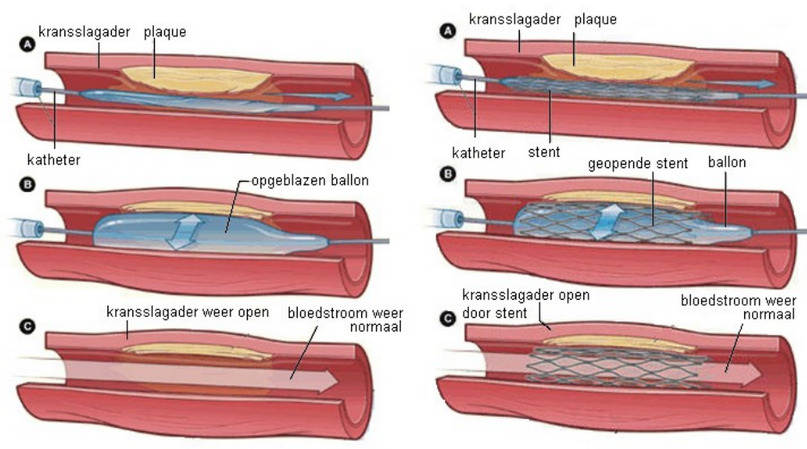 kransslagader plaque
A
katheter
B
opgeblazen ballon
kransslagader weer open
bloedstroom weer
normaal
C
kransslagader plaque
A
katheter
stent
geopende stent
ballon
B
kransslagader open
door stent
bloedstroom weer
normaal
C